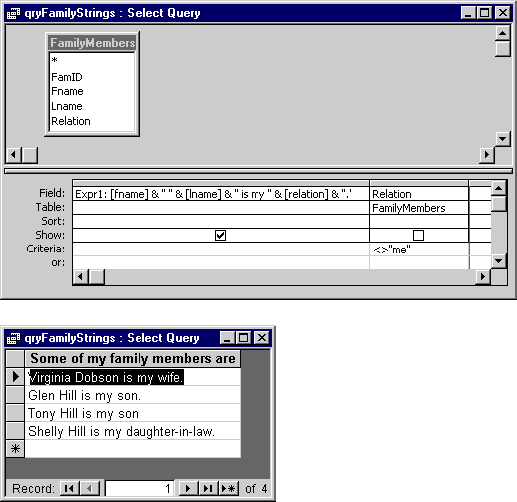 qryFamilyStrings : Select Query
FamilyMembers
*
FamID
Fname
Lname
Relation
Field: Expr1: [fname] & " " & [lname] & " is my " & [relation] & "." Relation
Table: FamilyMembers
Sort:
Show:
Criteria: <>"me"
or:
qryFamilyStrings : Select Query
Some of my family members are
Virginia Dobson is my wife.
Glen Hill is my son.
Tony Hill is my son
Shelly Hill is my daughter-in-law.
Record: 1 of 4